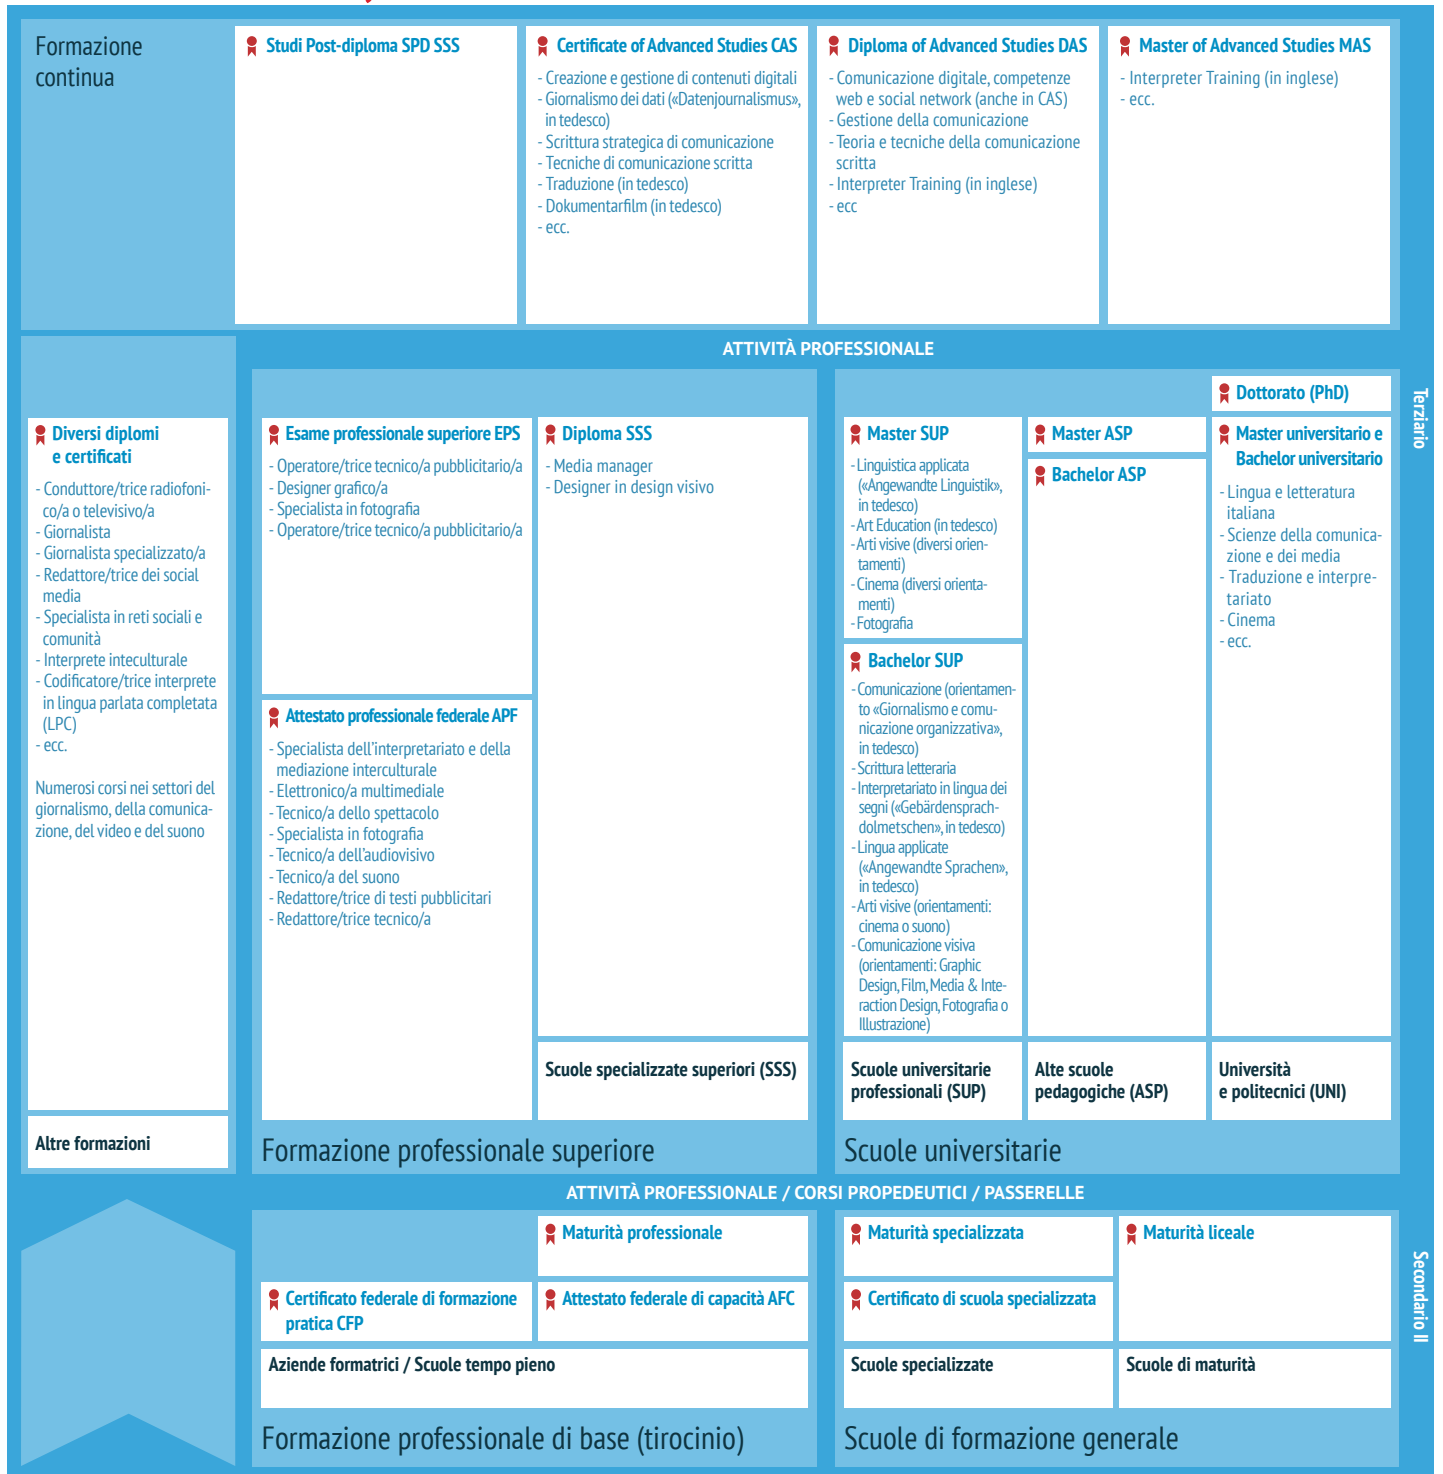 Formazione
continua
Studi Post-diploma SPD SSS
Certificate of Advanced Studies CAS
- Creazione e gestione di contenuti digitali
- Giornalismo dei dati («Datenjournalismus»,
in tedesco)
- Scrittura strategica di comunicazione
- Tecniche di comunicazione scritta
- Traduzione (in tedesco)
- Dokumentarfilm (in tedesco)
- ecc.
Diploma of Advanced Studies DAS
- Comunicazione digitale, competenze
web e social network (anche in CAS)
- Gestione della comunicazione
- Teoria e tecniche della comunicazione
scritta
- Interpreter Training (in inglese)
- ecc
Master of Advanced Studies MAS
- Interpreter Training (in inglese)
- ecc.
ATTIVITÀ PROFESSIONALE
Terziario
Diversi diplomi
e certificati
- Conduttore/trice radiofoni-
co/a o televisivo/a
- Giornalista
- Giornalista specializzato/a
- Redattore/trice dei social
media
- Specialista in reti sociali e
comunità
- Interprete inteculturale
- Codificatore/trice interprete
in lingua parlata completata
(LPC)
- ecc.
Numerosi corsi nei settori del
giornalismo, della comunica-
zione, del video e del suono
Altre formazioni
Esame professionale superiore EPS
- Operatore/trice tecnico/a pubblicitario/a
- Designer grafico/a
- Specialista in fotografia
- Operatore/trice tecnico/a pubblicitario/a
Attestato professionale federale APF
- Specialista dell'interpretariato e della
mediazione interculturale
- Elettronico/a multimediale
- Tecnico/a dello spettacolo
- Specialista in fotografia
- Tecnico/a dell'audiovisivo
- Tecnico/a del suono
- Redattore/trice di testi pubblicitari
- Redattore/trice tecnico/a
Diploma SSS
- Media manager
- Designer in design visivo
Scuole specializzate superiori (SSS)
Formazione professionale superiore
Master SUP
- Linguistica applicata
(«Angewandte Linguistik»,
in tedesco)
- Art Education (in tedesco)
- Arti visive (diversi orien-
tamenti)
- Cinema (diversi orienta-
menti)
- Fotografia
Bachelor SUP
- Comunicazione (orientamen-
to «Giornalismo e comu-
nicazione organizzativa»,
in tedesco)
- Scrittura letteraria
- Interpretariato in lingua dei
segni («Gebärdensprach-
dolmetschen», in tedesco)
- Lingua applicate
(«Angewandte Sprachen»,
in tedesco)
- Arti visive (orientamenti:
cinema o suono)
- Comunicazione visiva
(orientamenti: Graphic
Design, Film, Media & Inte-
raction Design, Fotografia o
Illustrazione)
Scuole universitarie
professionali (SUP)
Master ASP
Bachelor ASP
Alte scuole
pedagogiche (ASP)
Dottorato (PhD)
Master universitario e
Bachelor universitario
- Lingua e letteratura
italiana
- Scienze della comunica-
zione e dei media
- Traduzione e interpre-
tariato
- Cinema
- ecc.
Università
e politecnici (UNI)
Scuole universitarie
ATTIVITÀ PROFESSIONALE / CORSI PROPEDEUTICI / PASSERELLE
Secondario II
Maturità professionale
Certificato federale di formazione
pratica CFP
Attestato federale di capacità AFC
Aziende formatrici / Scuole tempo pieno
Formazione professionale di base (tirocinio)
Maturità specializzata
Certificato di scuola specializzata
Scuole specializzate
Maturità liceale
Scuole di maturità
Scuole di formazione generale